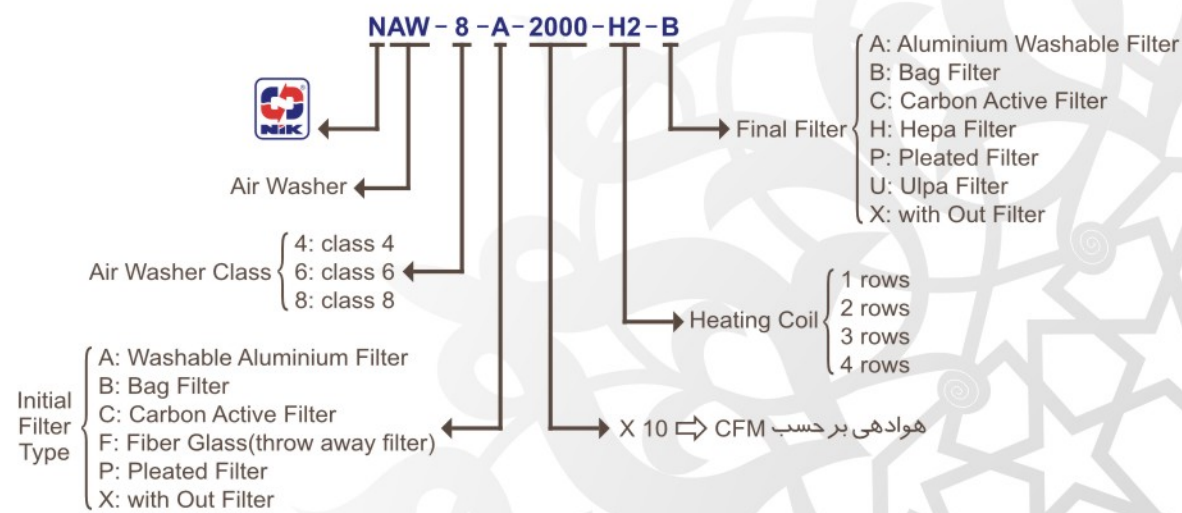 NAW-8-A-2000-H2-B
NiK
Air Washer
Air Washer Class
4: class 4
6: class 6
8: class 8
Initial
Filter
Type
A: Washable Aluminium Filter
B: Bag Filter
C: Carbon Active Filter
F: Fiber Glass(throw away filter)
P: Pleated Filter
X: with Out Filter
Final Filter
A: Aluminium Washable Filter
B: Bag Filter
C: Carbon Active Filter
H: Hepa Filter
P: Pleated Filter
U: Ulpa Filter
X: with Out Filter
Heating Coil
1 rows
2 rows
3 rows
4 rows
X 10 ⇨ CFM هوادهی بر حسب